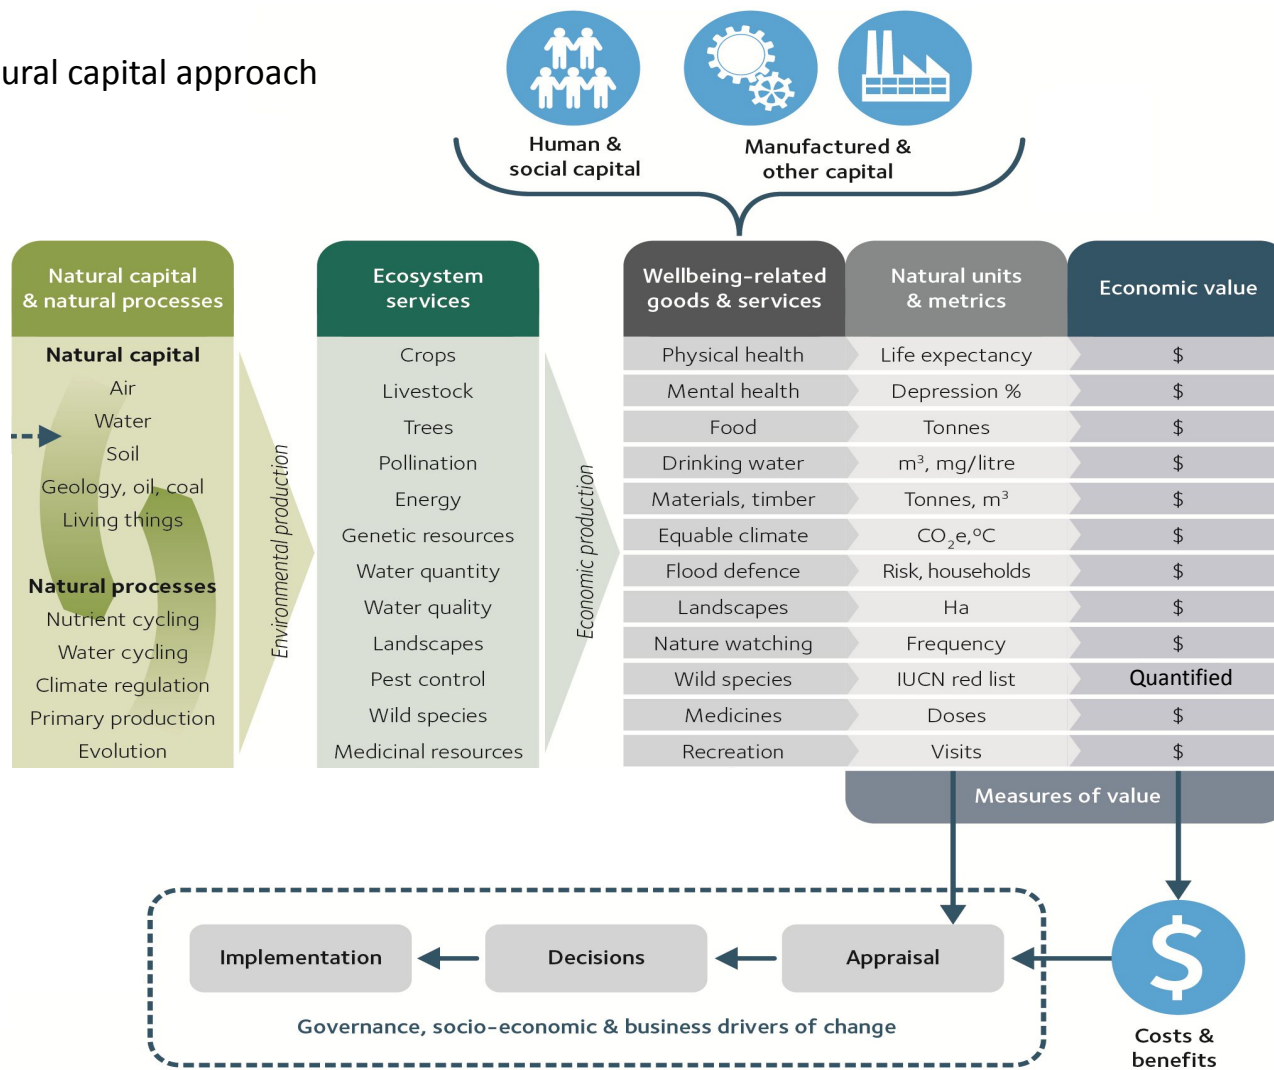 ural capital approach
Human &
social capital
Manufactured &
other capital
Natural capital
& natural processes
Natural capital
Air
Water
Soil
Geology, oil, coal
Living things
Natural processes
Nutrient cycling
Water cycling
Climate regulation
Primary production
Evolution
Environmental production
Ecosystem
services
Crops
Livestock
Trees
Pollination
Energy
Genetic resources
Water quantity
Water quality
Landscapes
Pest control
Wild species
Medicinal resources
Economic production
Wellbeing-related
goods & services
Natural units
& metrics
Economic value
Physical health Life expectancy $
Mental health Depression % $
Food Tonnes $
Drinking water m³, mg/litre $
Materials, timber Tonnes, m³ $
Equable climate CO₂e,ºC $
Flood defence Risk, households $
Landscapes Ha $
Nature watching Frequency $
Wild species IUCN red list Quantified
Medicines Doses $
Recreation Visits $
Measures of value
Implementation
Decisions
Appraisal
$
Governance, socio-economic & business drivers of change
Costs &
benefits